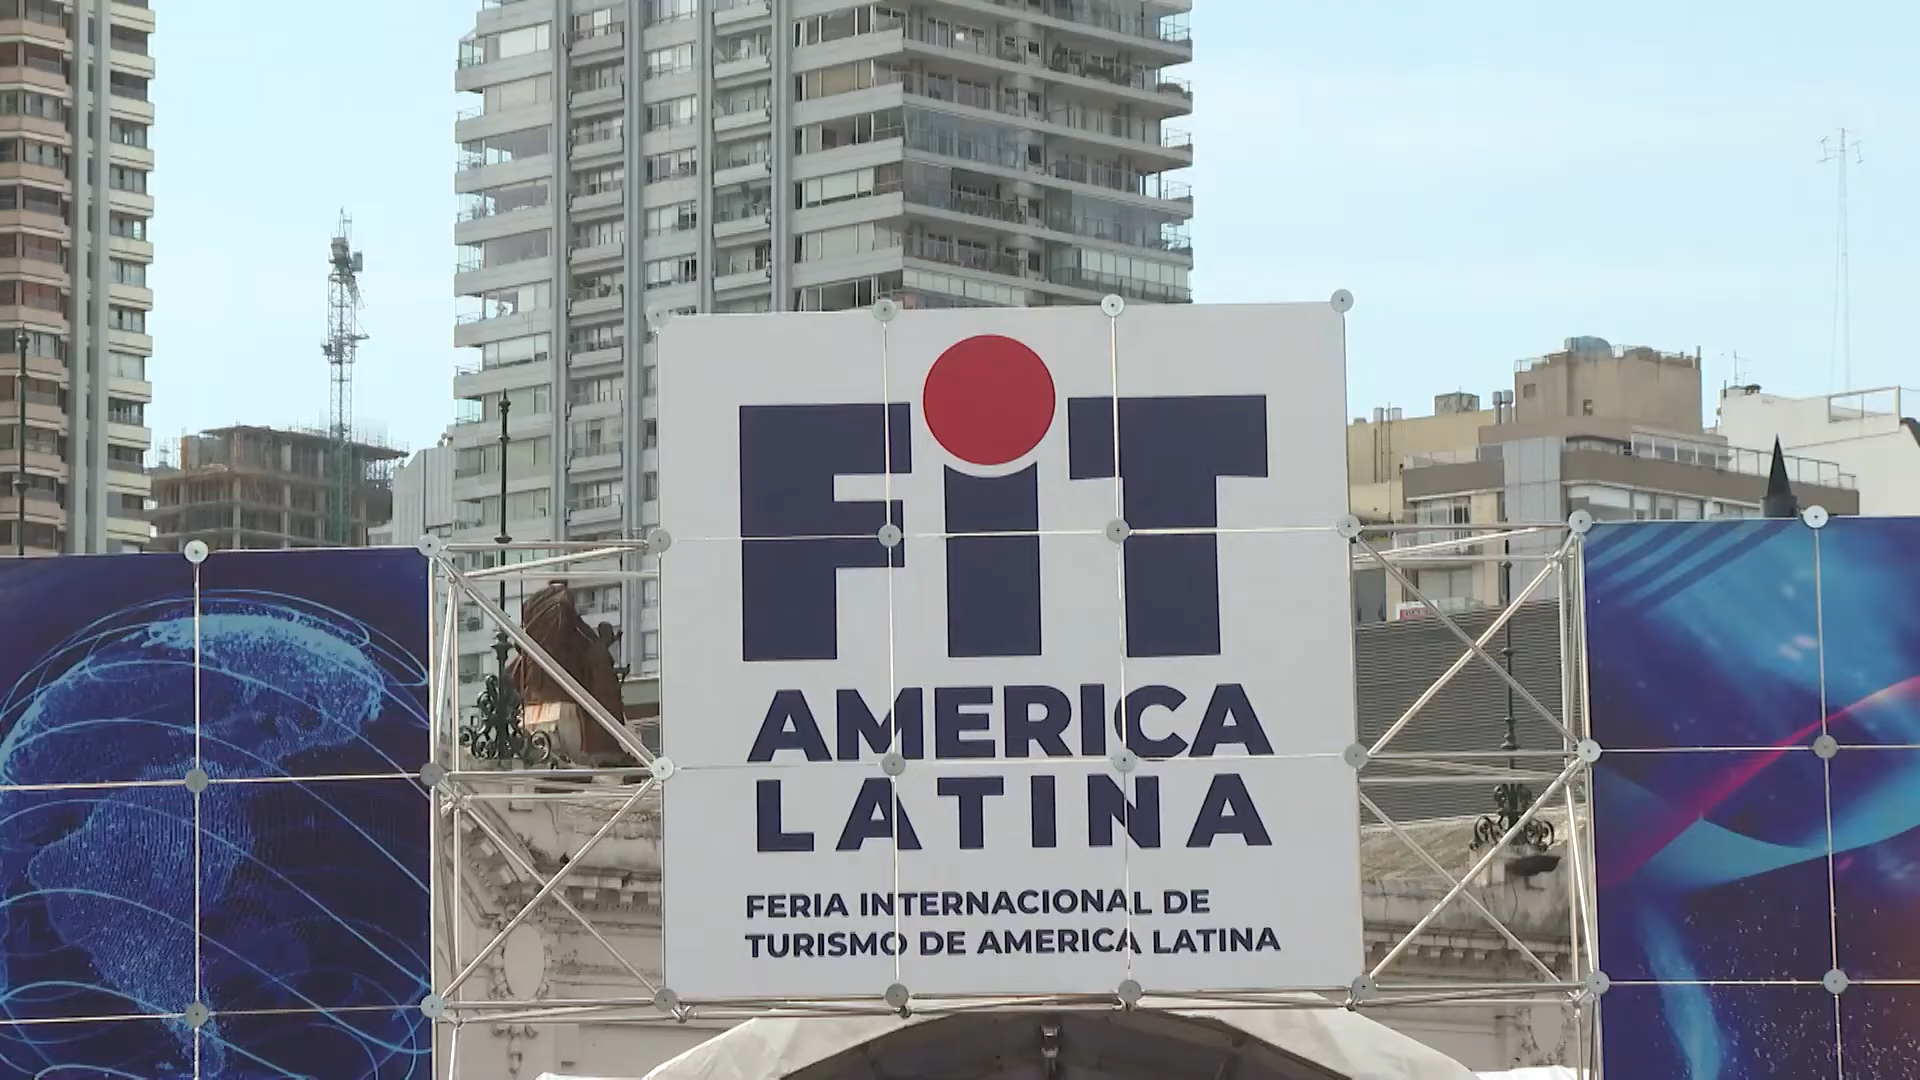 FiT
AMERICA
LATINA
FERIA INTERNACIONAL DE
TURISMO DE AMERICA LATINA